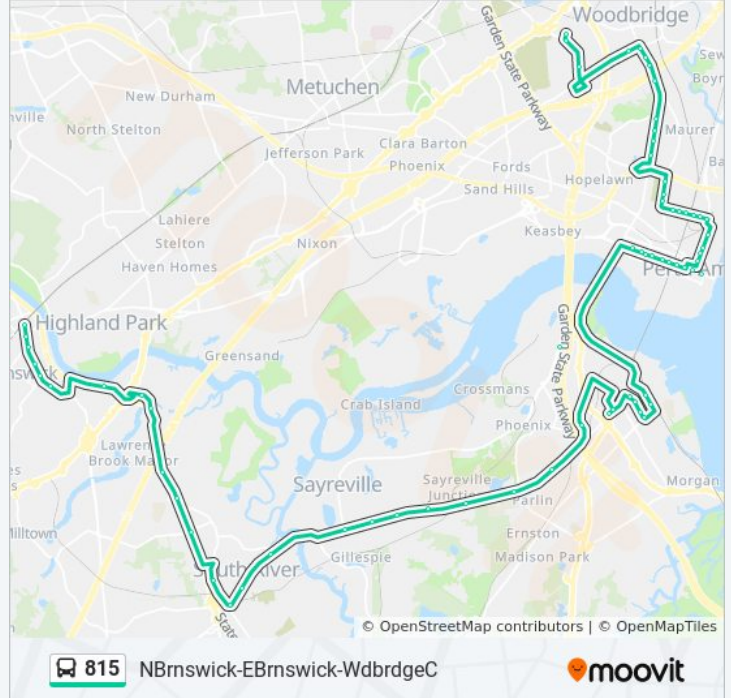 Woodbridge
Garden State Parkway
Metuchen
New Durham
North Stelton
Clara Barton
Maurer
Jefferson Park
Phoenix
Fords
Sand Hills
Hopelawn
Lahiere
Stelton
Nixon
Keasbey
Haven Homes
Highland Park
Greensand
Garden State Parkway
Crossmans
Crab Island
Phoenix
Brook Manor
Sayreville
Sayreville
Junction
Parlin
Morgan
Ernston
Madison Park
Gillespie
© OpenStreetMap contributors | © OpenMapTiles
815 NBrnswick-EBrnswick-WdbrdgeC
moovit